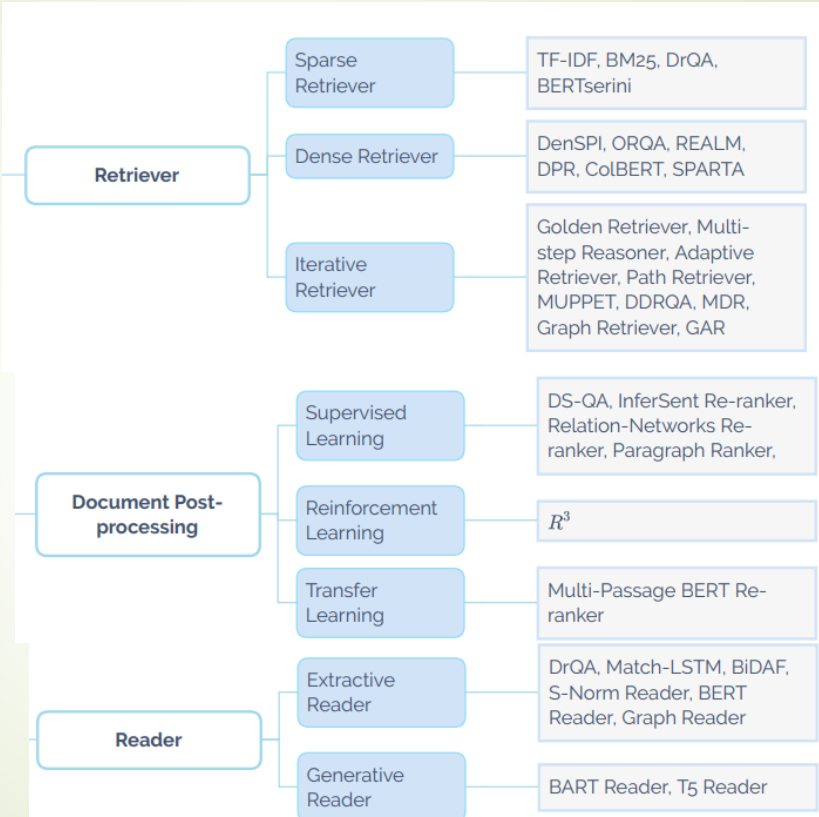 Retriever
Sparse
Retriever
TF-IDF, BM25, DrQA,
BERTserini
Dense Retriever
DenSPI, ORQA, REALM,
DPR, ColBERT, SPARTA
Iterative
Retriever
Golden Retriever, Multi-
step Reasoner, Adaptive
Retriever, Path Retriever,
MUPPET, DDRQA, MDR,
Graph Retriever, GAR
Document Post-
processing
Supervised
Learning
DS-QA, InferSent Re-ranker,
Relation-Networks Re-
ranker, Paragraph Ranker,
Reinforcement
Learning
R³
Transfer
Learning
Multi-Passage BERT Re-
ranker
Reader
Extractive
Reader
DrQA, Match-LSTM, BiDAF,
S-Norm Reader, BERT
Reader, Graph Reader
Generative
Reader
BART Reader, T5 Reader